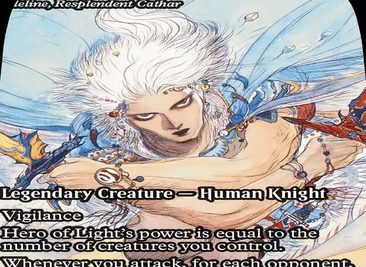 leline, Resplendent Cathar
Legendary Creature — Human Knight
Vigilance
Hero of Light's power is equal to the
number of creatures you control.
Whenever you attack, for each opponent,